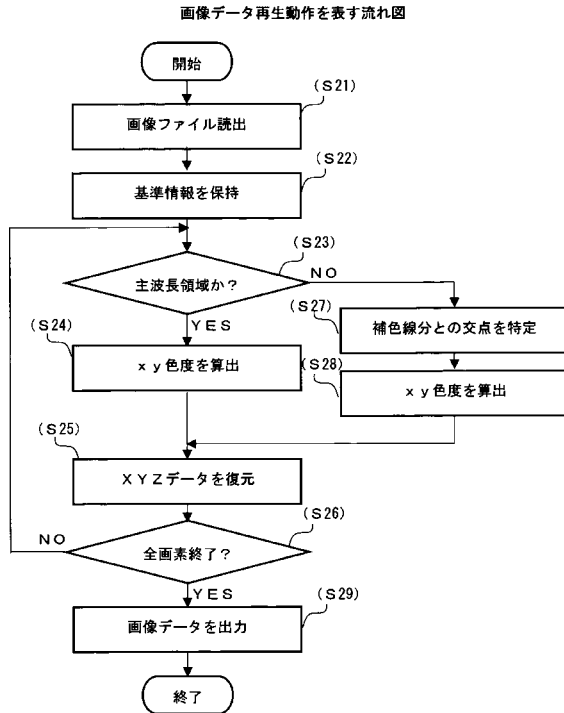 画像データ再生動作を表す流れ図
開始
(S21)
画像ファイル読出
(S22)
基準情報を保持
(S23)
主波長領域か?
NO
(S24)
YES
(S27)
補色線分との交点を特定
xy色度を算出
(S28)
xy色度を算出
(S25)
XYZデータを復元
(S26)
NO
全画素終了?
YES
(S29)
画像データを出力
終了